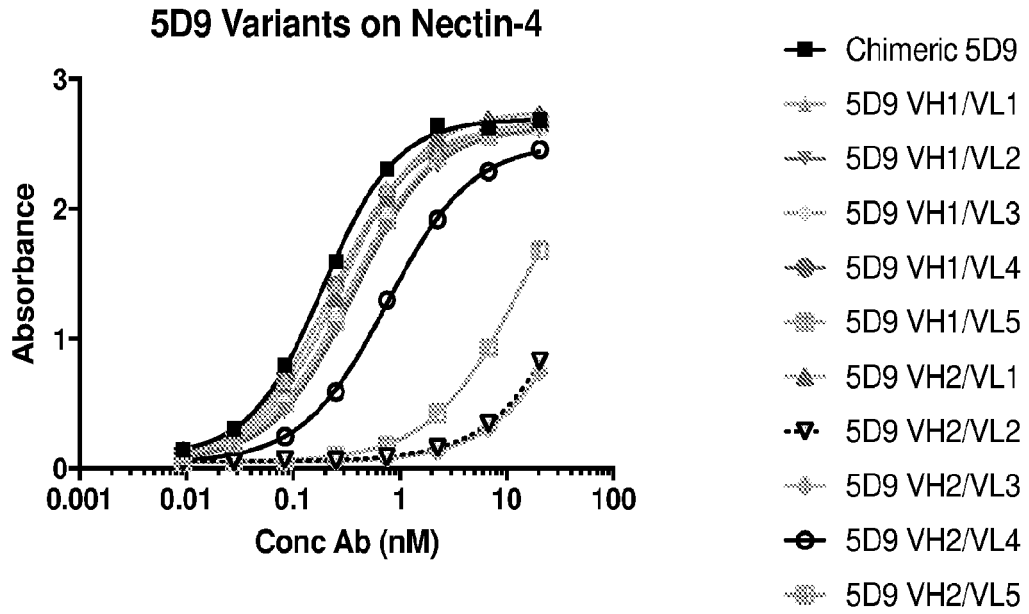 5D9 Variants on Nectin-4
3
2
1
0
Absorbance
0.001
0.01
0.1
1
10
100
Conc Ab (nM)
Chimeric 5D9
5D9 VH1/VL1
5D9 VH1/VL2
5D9 VH1/VL3
5D9 VH1/VL4
5D9 VH1/VL5
5D9 VH2/VL1
5D9 VH2/VL2
5D9 VH2/VL3
5D9 VH2/VL4
5D9 VH2/VL5